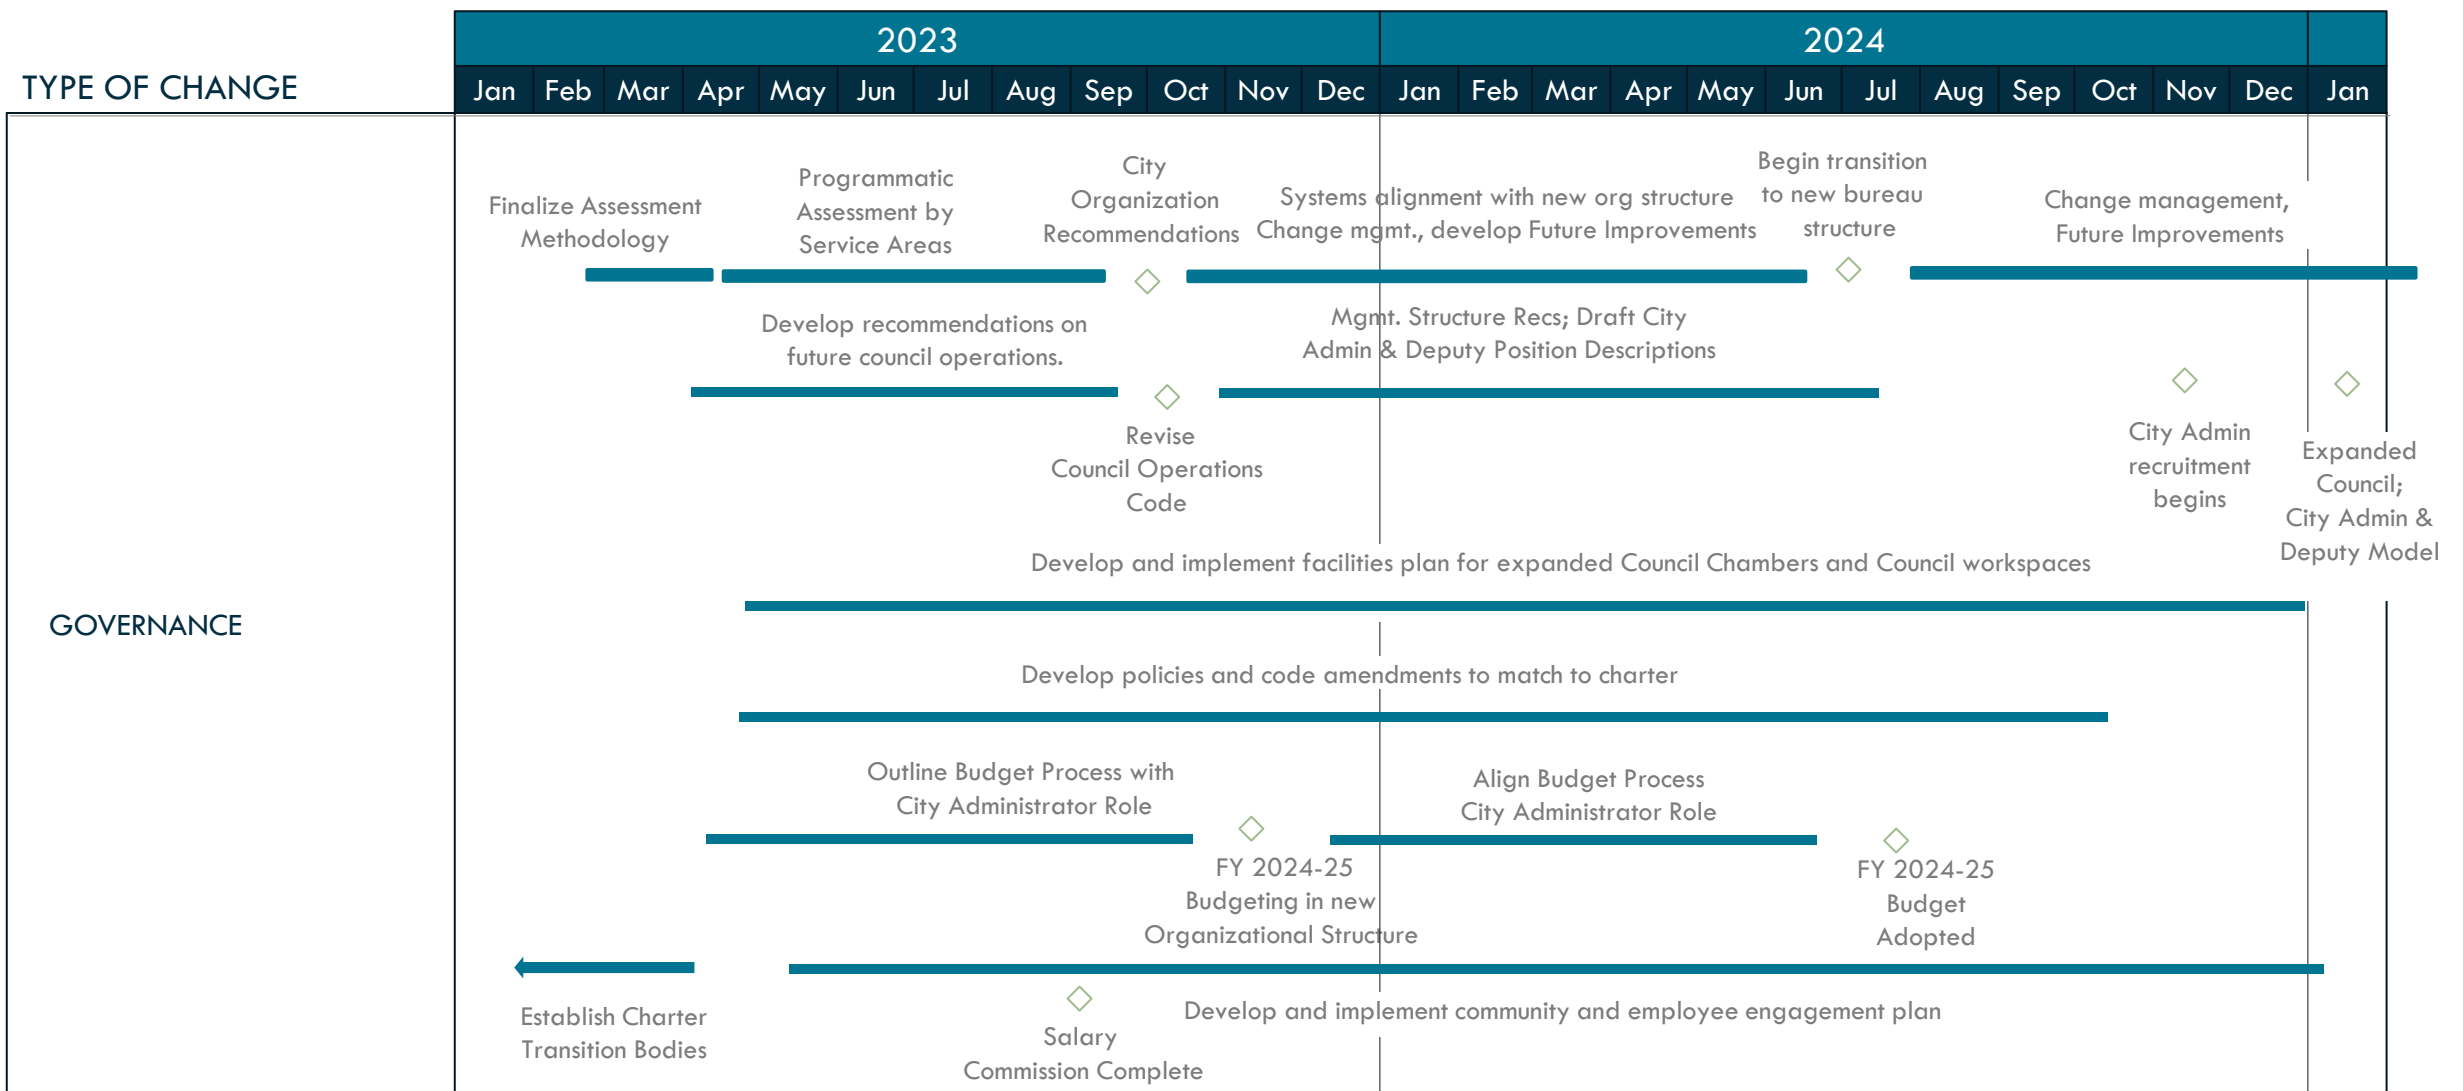 2023
2024
TYPE OF CHANGE
Jan Feb Mar Apr May Jun Jul Aug Sep Oct Nov Dec Jan Feb Mar Apr May Jun Jul Aug Sep Oct Nov Dec Jan
Finalize Assessment
Methodology
Programmatic
Assessment by
Service Areas
City
Organization
Recommendations
Systems alignment with new org structure
Change mgmt., develop Future Improvements
Begin transition
to new bureau
structure
Change management,
Future Improvements
Develop recommendations on
future council operations.
Mgmt. Structure Recs; Draft City
Admin & Deputy Position Descriptions
Revise
Council Operations
Code
City Admin
recruitment
begins
Expanded
Council;
City Admin &
Deputy Model
Develop and implement facilities plan for expanded Council Chambers and Council workspaces
GOVERNANCE
Develop policies and code amendments to match to charter
Outline Budget Process with
City Administrator Role
Align Budget Process
City Administrator Role
FY 2024-25
Budgeting in new
Organizational Structure
FY 2024-25
Budget
Adopted
Establish Charter
Transition Bodies
Salary
Commission Complete
Develop and implement community and employee engagement plan